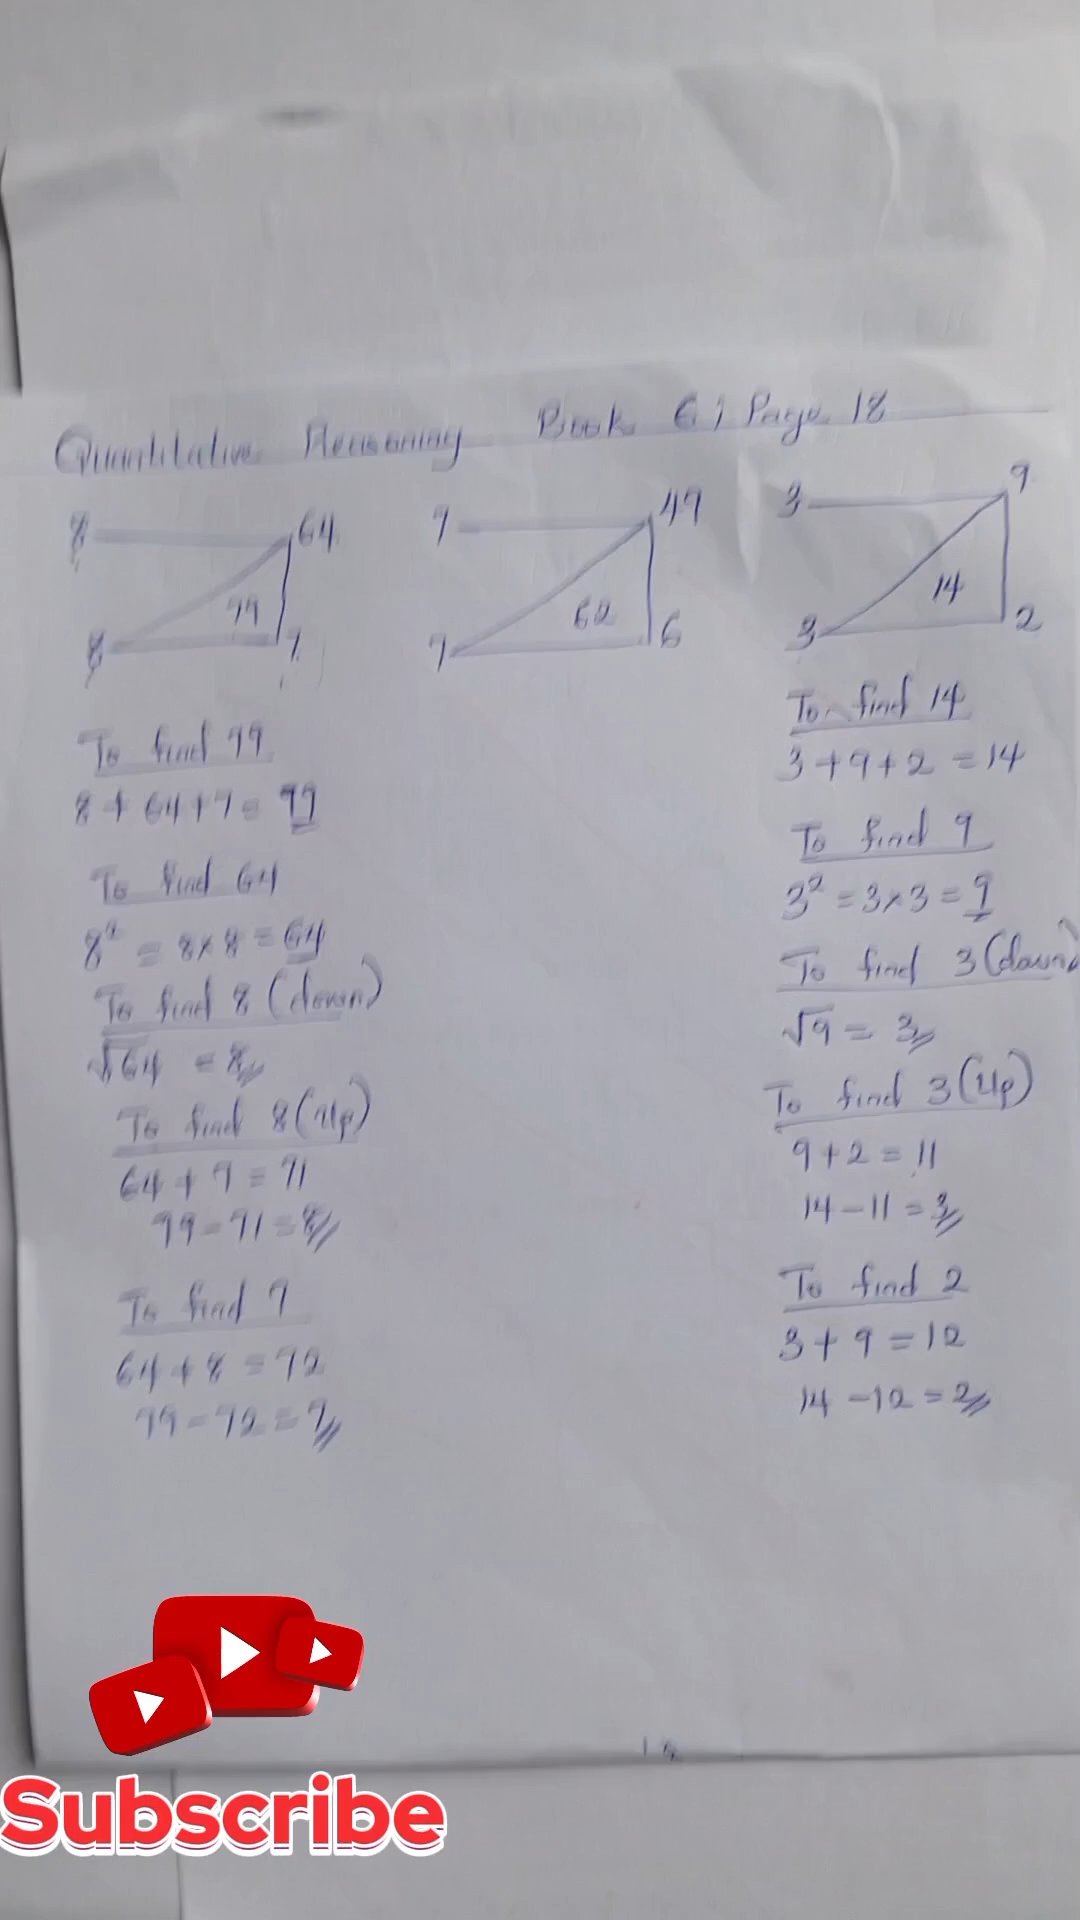 Quantitative Reasoning Book 6; Page 18
8 64
79
8 7
7 49
62
7 6
3 9
14
3 2
To find 79
8 + 64 + 7 = 79
To find 64
8² = 8 x 8 = 64
To find 8 (down)
√64 = 8
To find 8 (Up)
64 + 7 = 71
79 - 71 = 8
To find 7
64 + 8 = 72
79 - 72 = 7
To find 14
3 + 9 + 2 = 14
To find 9
3² = 3 x 3 = 9
To find 3 (down)
√9 = 3
To find 3 (Up)
9 + 2 = 11
14 - 11 = 3
To find 2
3 + 9 = 12
14 - 12 = 2
Subscribe